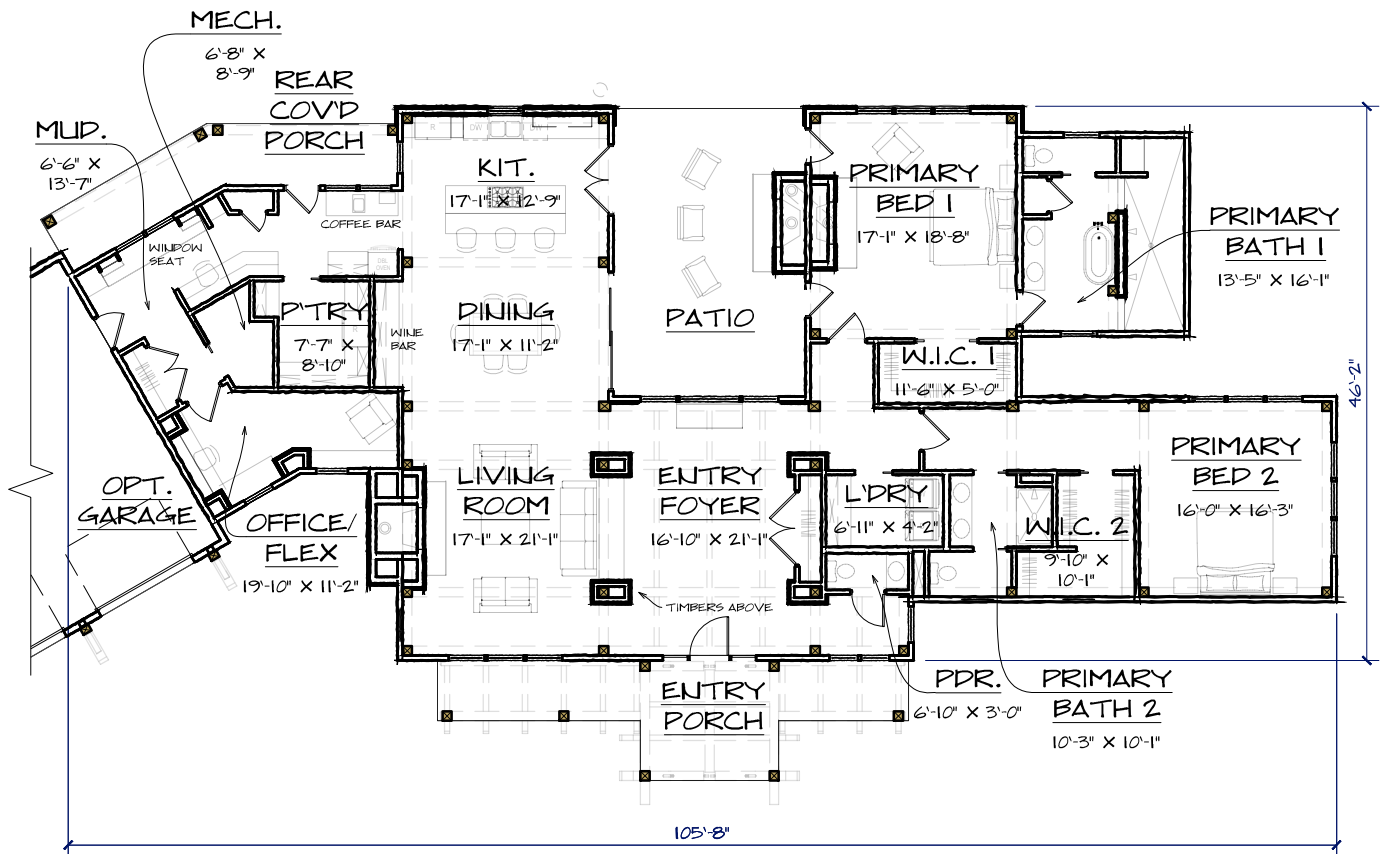 MECH.
6'-8" X
8'-9"
REAR
COV'D
PORCH
MUD.
6'-6" X
13'-7"
R
DW
DW
KIT.
17'-1" X 12'-9"
COFFEE BAR
WINDOW
SEAT
DBL
OVEN
PRIMARY
BED 1
17'-1" X 18'-8"
PRIMARY
BATH 1
13'-5" X 16'-1"
P'TRY
7'-7" X
8'-10"
WINE
BAR
DINING
17'-1" X 11'-2"
PATIO
W.I.C. 1
11'-6" X 5'-0"
46'-2"
OPT.
GARAGE
OFFICE/
FLEX
19'-10" X 11'-2"
LIVING
ROOM
17'-1" X 21'-1"
ENTRY
FOYER
16'-10" X 21'-1"
L'DRY
6'-11" X 4'-2"
W.I.C. 2
9'-10" X
10'-1"
PRIMARY
BED 2
16'-0" X 16'-3"
TIMBERS ABOVE
ENTRY
PORCH
PDR.
6'-10" X 3'-0"
PRIMARY
BATH 2
10'-3" X 10'-1"
105'-8"